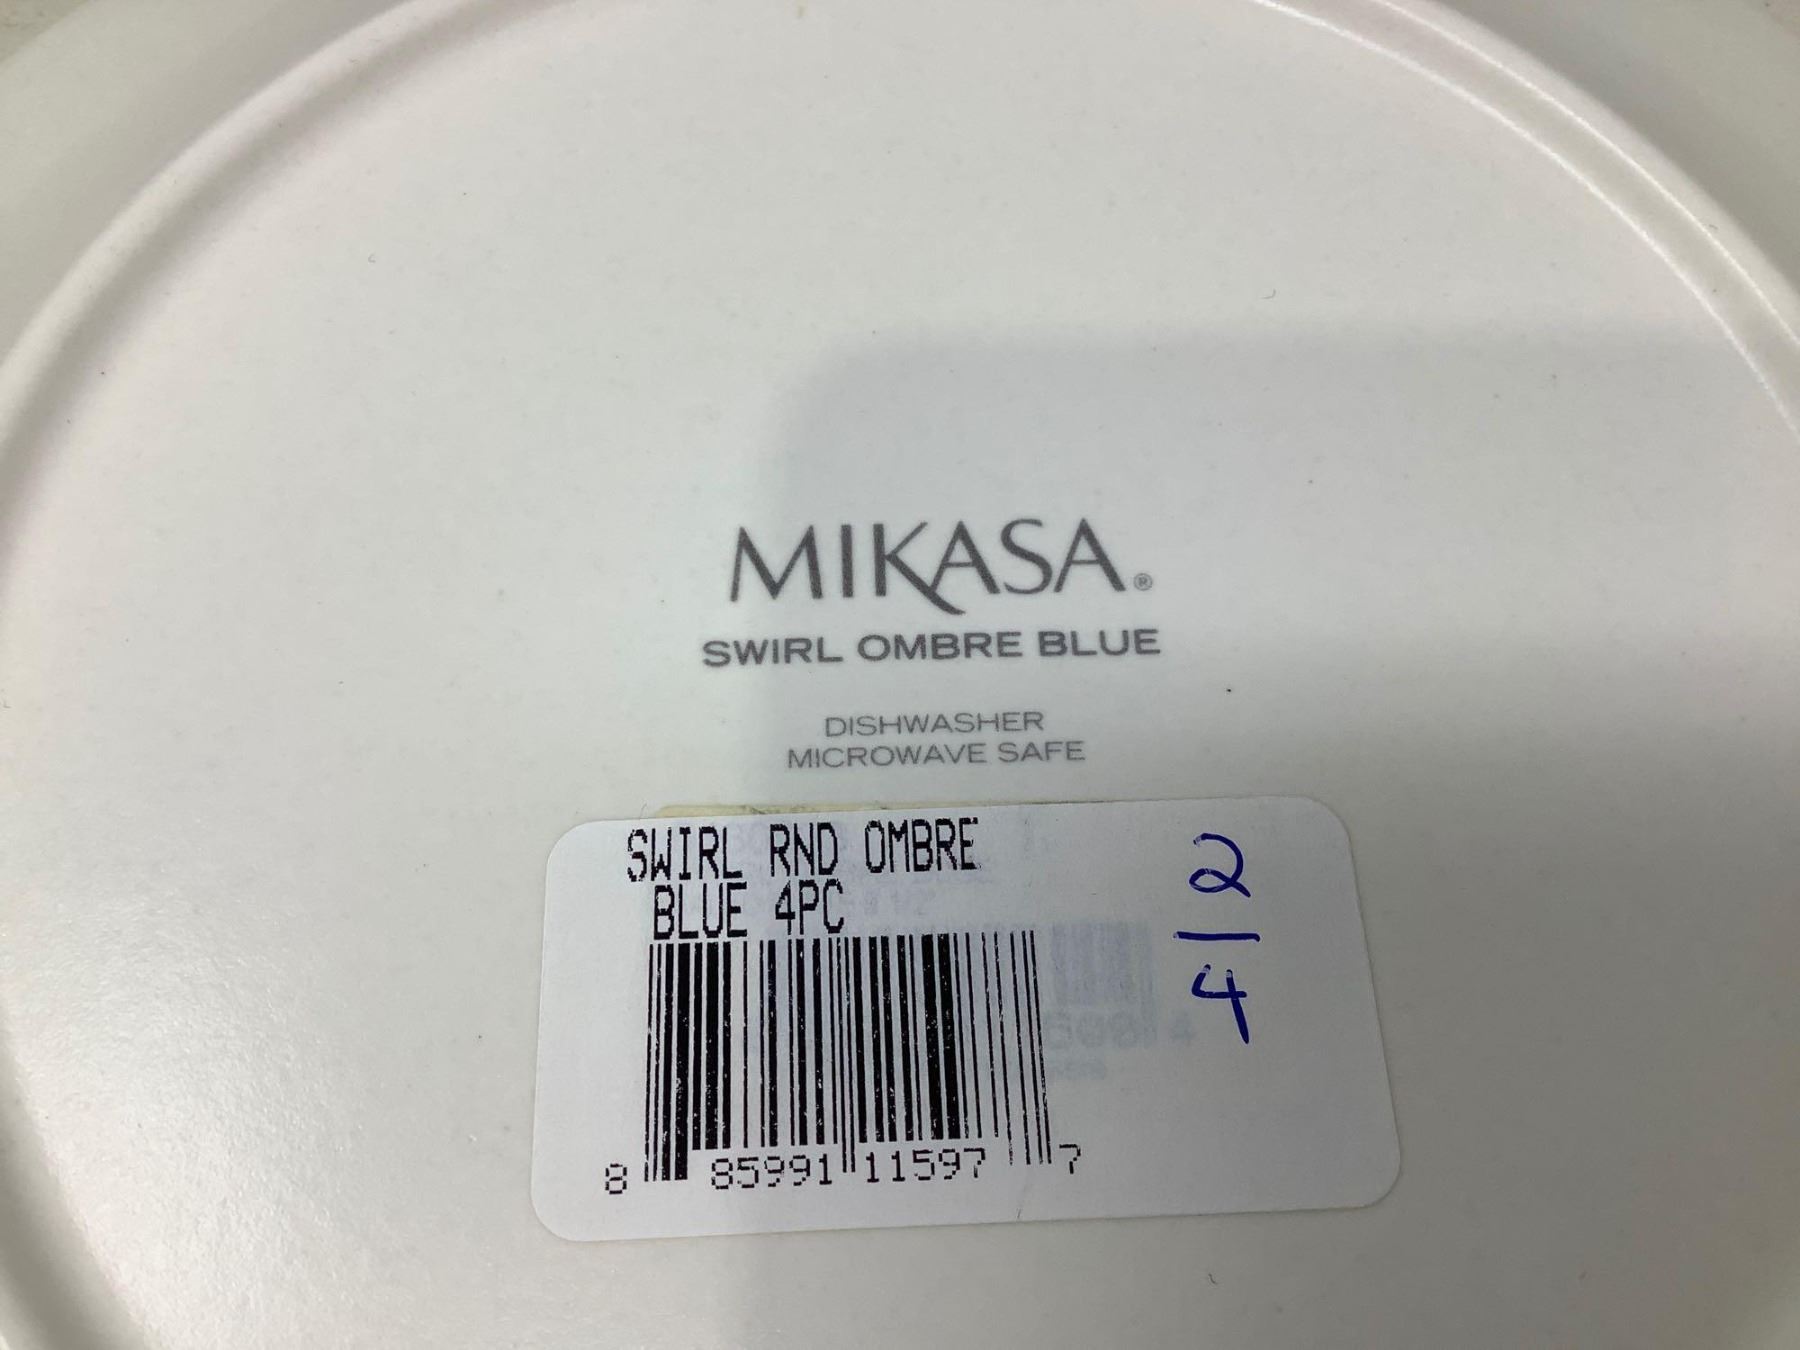 MIKASA®
SWIRL OMBRE BLUE
DISHWASHER
MICROWAVE SAFE
SWIRL RND OMBRE
BLUE 4PC
2
4
8 85991 11597 7